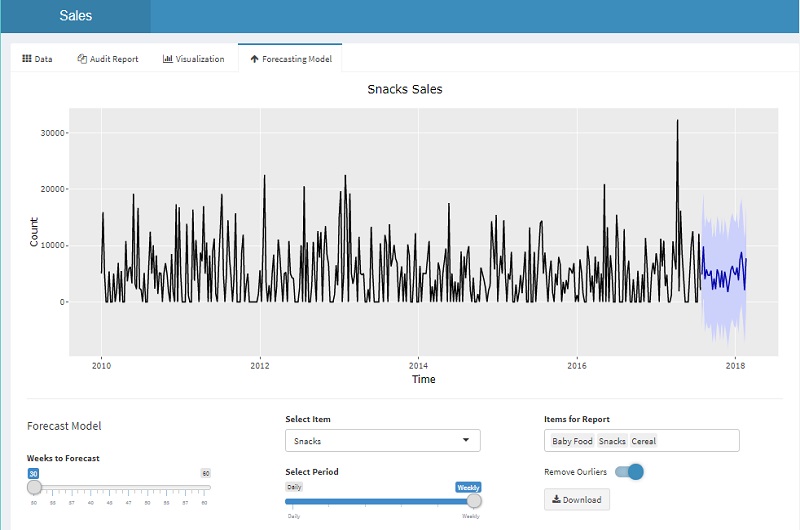 Sales
Data Audit Report Visualization Forecasting Model
Snacks Sales
Count
30000
20000
10000
0
2010 2012 2014 2016 2018
Time
Forecast Model
Weeks to Forecast
30 60
Select Item
Snacks
Select Period
Daily Weekly
Daily Weekly
Items for Report
Baby Food Snacks Cereal
Remove Ourliers
Download